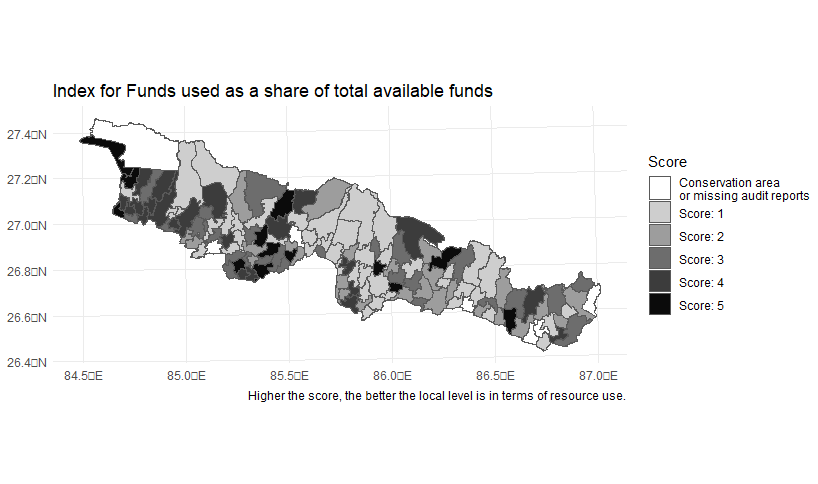 Index for Funds used as a share of total available funds
27.4□N
27.2□N
27.0□N
26.8□N
26.6□N
26.4□N
84.5□E
85.0□E
85.5□E
86.0□E
86.5□E
87.0□E
Score
Conservation area
or missing audit reports
Score: 1
Score: 2
Score: 3
Score: 4
Score: 5
Higher the score, the better the local level is in terms of resource use.